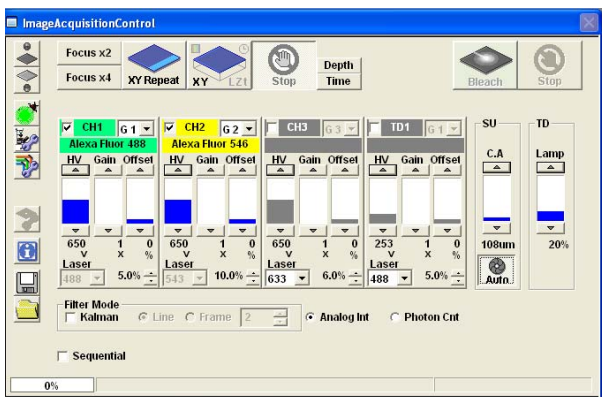 ImageAcquisitionControl
Focus x2
Focus x4
XY Repeat
XY
LZt
Stop
Depth
Time
Bleach
Stop
CH1 G 1
Alexa Fluor 488
HV Gain Offset
650 1 0
V X %
Laser
488 5.0%
CH2 G 2
Alexa Fluor 546
HV Gain Offset
650 1 0
V X %
Laser
543 10.0%
CH3 G 3
HV Gain Offset
650 1 0
V X %
Laser
633 6.0%
TD1 G 1
HV Gain Offset
253 1 0
V X %
Laser
488 5.0%
SU
C.A
108um
Auto
TD
Lamp
20%
Filter Mode
Kalman Line Frame 2 Analog Int Photon Cnt
Sequential
0%